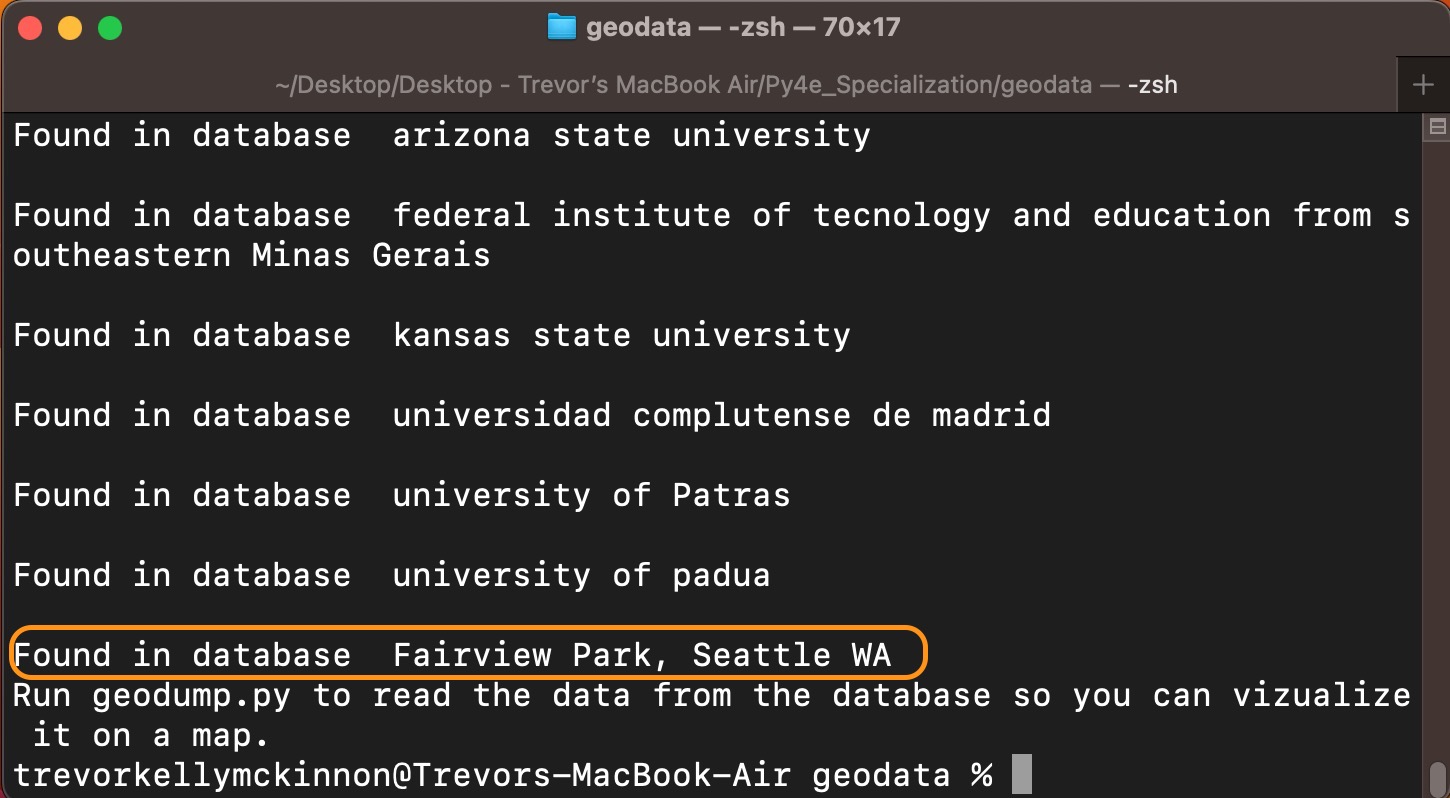 geodata — -zsh — 70×17
~/Desktop/Desktop - Trevor’s MacBook Air/Py4e_Specialization/geodata — -zsh
Found in database  arizona state university
Found in database  federal institute of tecnology and education from s
outheastern Minas Gerais
Found in database  kansas state university
Found in database  universidad complutense de madrid
Found in database  university of Patras
Found in database  university of padua
Found in database  Fairview Park, Seattle WA
Run geodump.py to read the data from the database so you can vizualize
 it on a map.
trevorkellymckinnon@Trevors-MacBook-Air geodata %